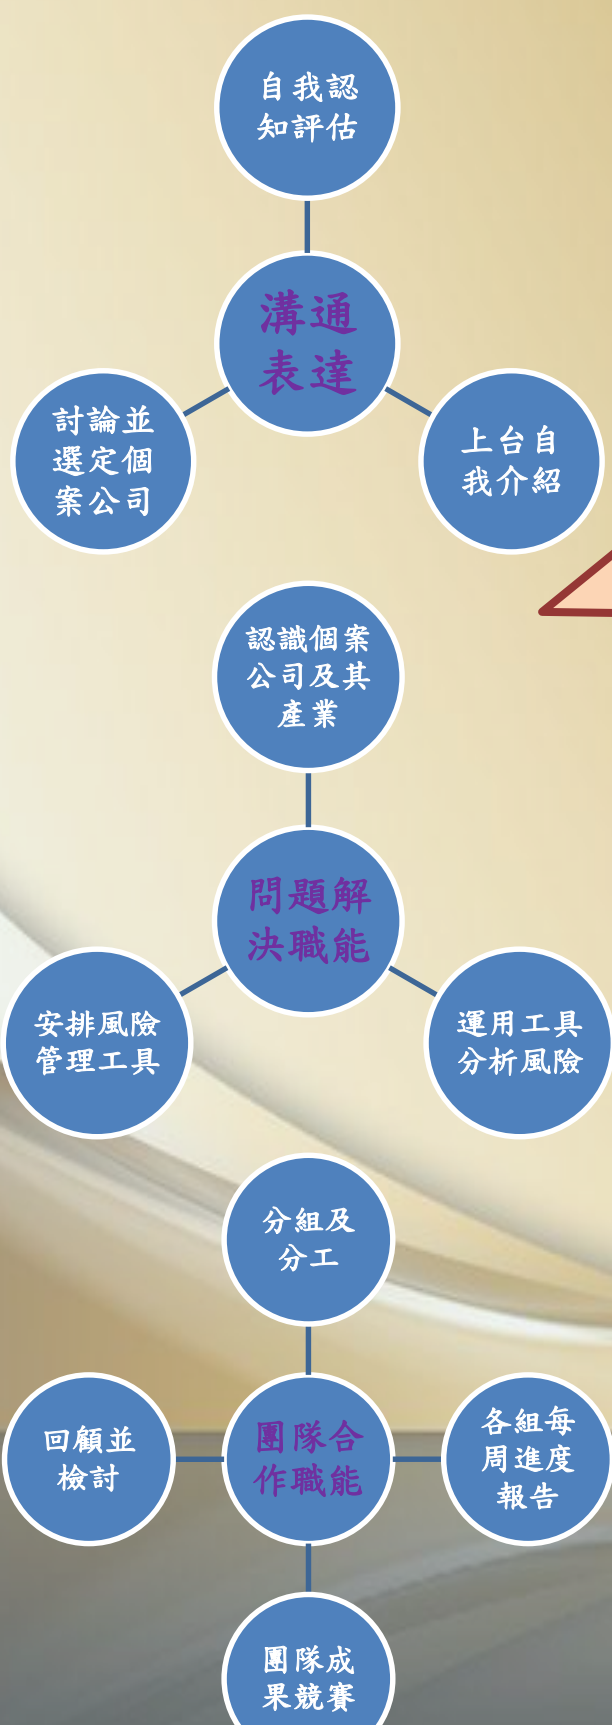 自我認
知評估
溝通
表達
討論並
選定個
案公司
上台自
我介紹
認識個案
公司及其
產業
問題解
決職能
安排風險
管理工具
運用工具
分析風險
分組及
分工
團隊合
作職能
回顧並
檢討
各組每
周進度
報告
團隊成
果競賽